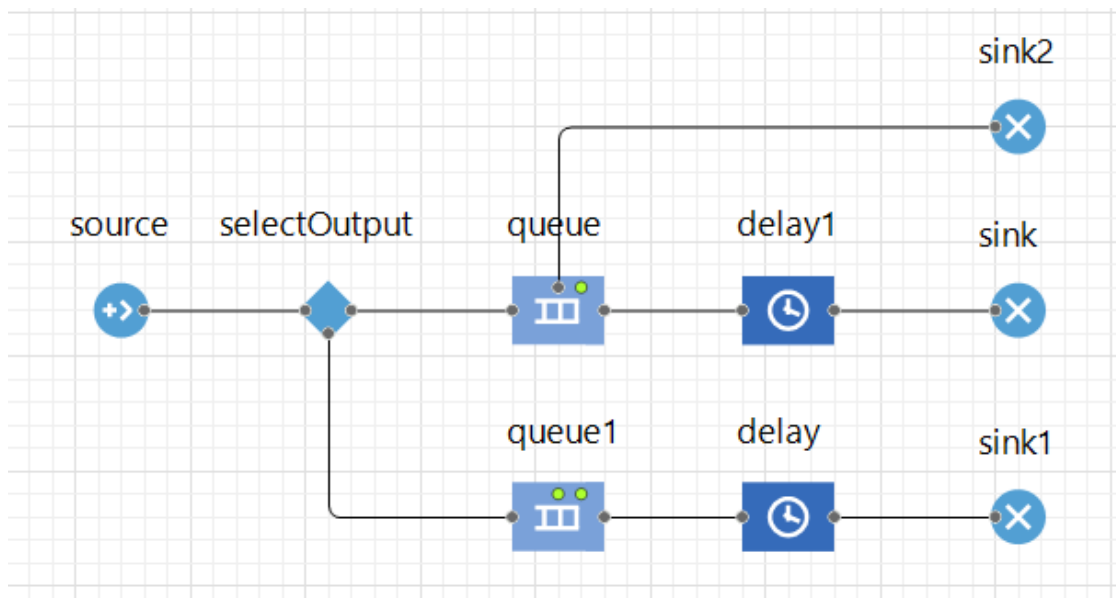 sink2
source
selectOutput
queue
delay1
sink
queue1
delay
sink1